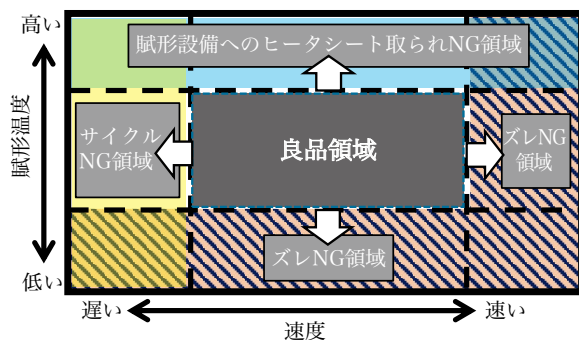 高い
賦形設備へのヒータシート取られNG領域
賦形温度
サイクル
NG領域
良品領域
ズレNG
領域
ズレNG領域
低い
遅い
速い
速度